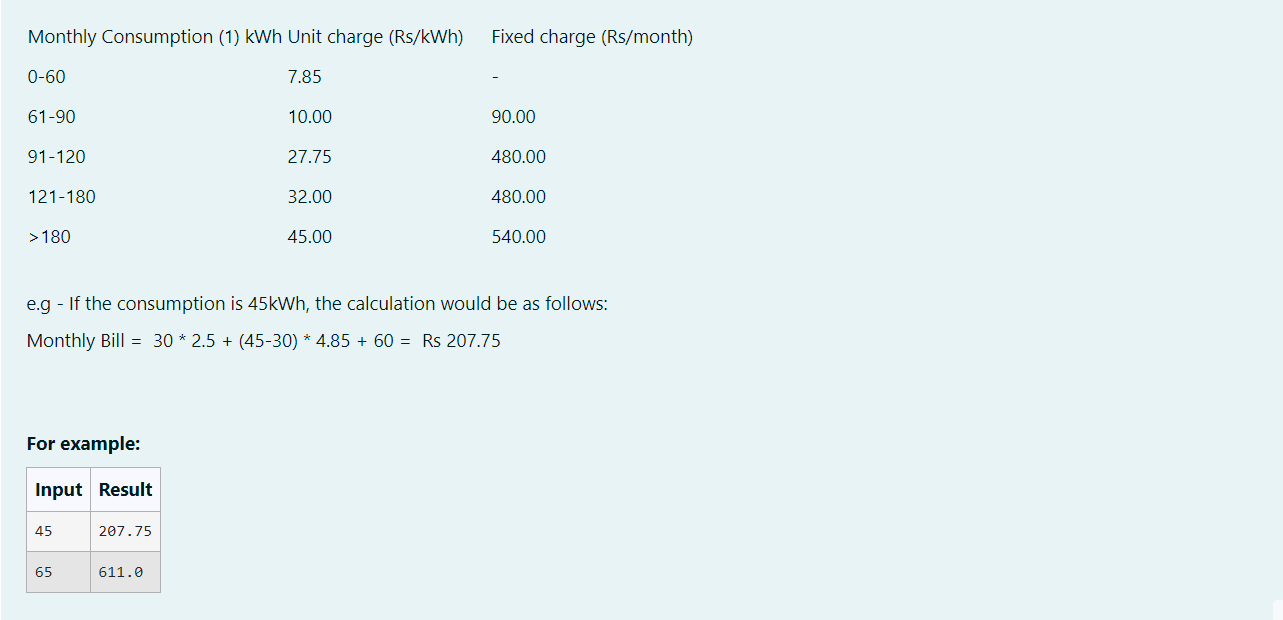 Monthly Consumption (1) kWh Unit charge (Rs/kWh) Fixed charge (Rs/month)
0-60 7.85 -
61-90 10.00 90.00
91-120 27.75 480.00
121-180 32.00 480.00
>180 45.00 540.00
e.g - If the consumption is 45kWh, the calculation would be as follows:
Monthly Bill = 30 * 2.5 + (45-30) * 4.85 + 60 = Rs 207.75
For example:
Input Result
45 207.75
65 611.0